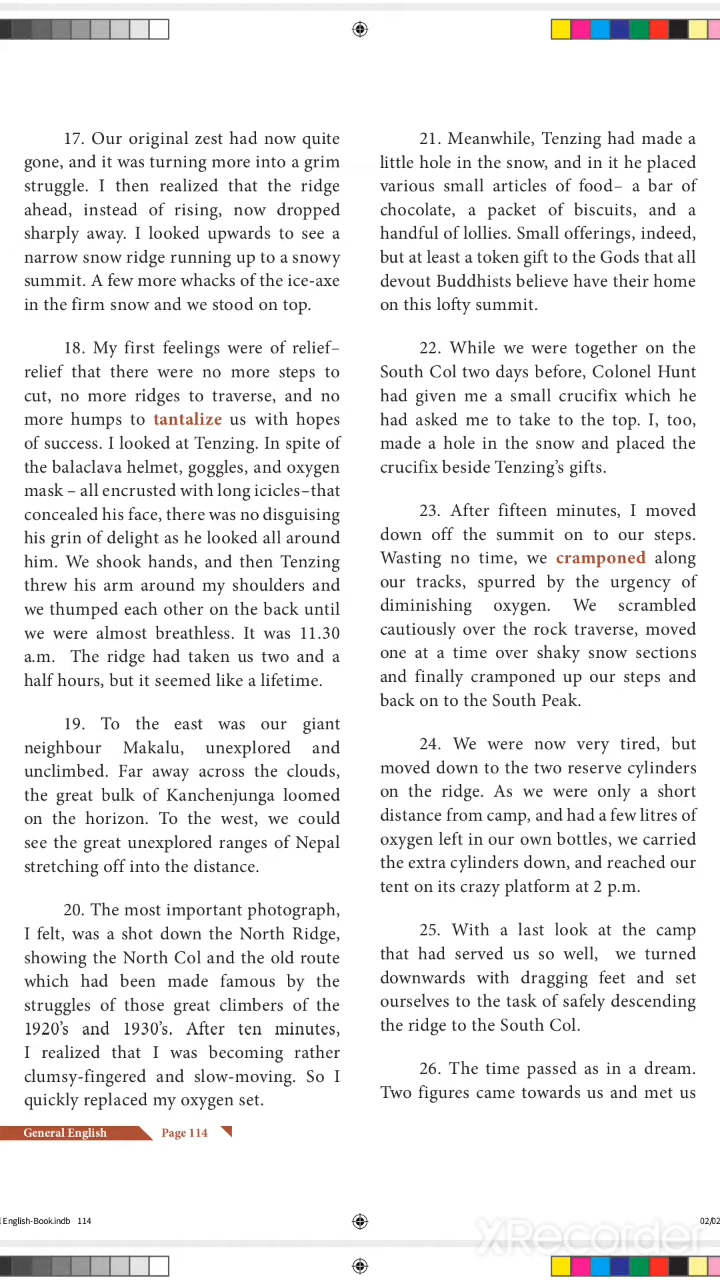 17. Our original zest had now quite
gone, and it was turning more into a grim
struggle. I then realized that the ridge
ahead, instead of rising, now dropped
sharply away. I looked upwards to see a
narrow snow ridge running up to a snowy
summit. A few more whacks of the ice-axe
in the firm snow and we stood on top.
18. My first feelings were of relief–
relief that there were no more steps to
cut, no more ridges to traverse, and no
more humps to tantalize us with hopes
of success. I looked at Tenzing. In spite of
the balaclava helmet, goggles, and oxygen
mask – all encrusted with long icicles–that
concealed his face, there was no disguising
his grin of delight as he looked all around
him. We shook hands, and then Tenzing
threw his arm around my shoulders and
we thumped each other on the back until
we were almost breathless. It was 11.30
a.m. The ridge had taken us two and a
half hours, but it seemed like a lifetime.
19. To the east was our giant
neighbour Makalu, unexplored and
unclimbed. Far away across the clouds,
the great bulk of Kanchenjunga loomed
on the horizon. To the west, we could
see the great unexplored ranges of Nepal
stretching off into the distance.
20. The most important photograph,
I felt, was a shot down the North Ridge,
showing the North Col and the old route
which had been made famous by the
struggles of those great climbers of the
1920’s and 1930’s. After ten minutes,
I realized that I was becoming rather
clumsy-fingered and slow-moving. So I
quickly replaced my oxygen set.
21. Meanwhile, Tenzing had made a
little hole in the snow, and in it he placed
various small articles of food– a bar of
chocolate, a packet of biscuits, and a
handful of lollies. Small offerings, indeed,
but at least a token gift to the Gods that all
devout Buddhists believe have their home
on this lofty summit.
22. While we were together on the
South Col two days before, Colonel Hunt
had given me a small crucifix which he
had asked me to take to the top. I, too,
made a hole in the snow and placed the
crucifix beside Tenzing’s gifts.
23. After fifteen minutes, I moved
down off the summit on to our steps.
Wasting no time, we cramponed along
our tracks, spurred by the urgency of
diminishing oxygen. We scrambled
cautiously over the rock traverse, moved
one at a time over shaky snow sections
and finally cramponed up our steps and
back on to the South Peak.
24. We were now very tired, but
moved down to the two reserve cylinders
on the ridge. As we were only a short
distance from camp, and had a few litres of
oxygen left in our own bottles, we carried
the extra cylinders down, and reached our
tent on its crazy platform at 2 p.m.
25. With a last look at the camp
that had served us so well, we turned
downwards with dragging feet and set
ourselves to the task of safely descending
the ridge to the South Col.
26. The time passed as in a dream.
Two figures came towards us and met us
General English Page 114
English-Book.indb 114
02/02
XRecorder